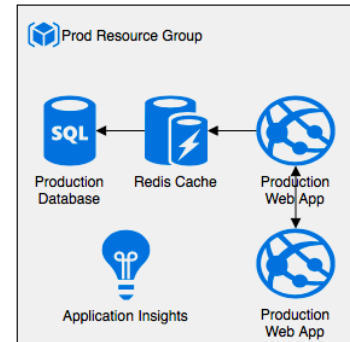 Prod Resource Group
SQL
Production
Database
Redis Cache
Production
Web App
Application Insights
Production
Web App